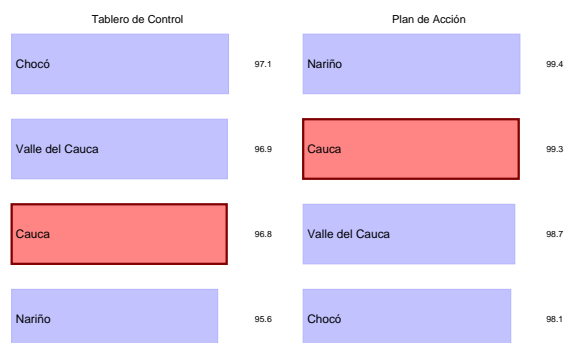 Tablero de Control
Chocó 97.1
Valle del Cauca 96.9
Cauca 96.8
Nariño 95.6
Plan de Acción
Nariño 99.4
Cauca 99.3
Valle del Cauca 98.7
Chocó 98.1